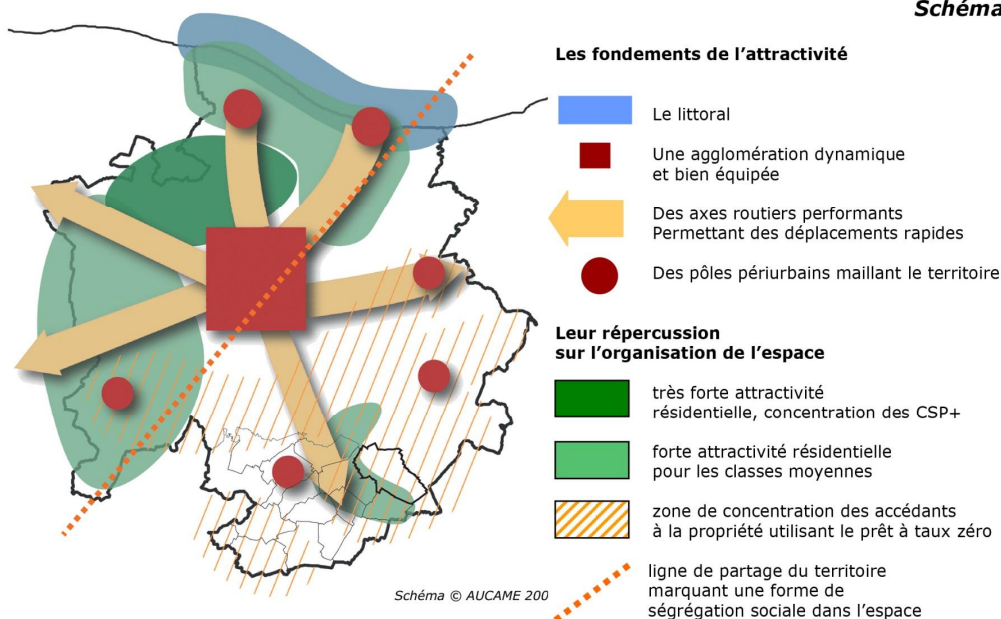 Schéma
Les fondements de l'attractivité
Le littoral
Une agglomération dynamique
et bien équipée
Des axes routiers performants
Permettant des déplacements rapides
Des pôles périurbains maillant le territoire
Leur répercussion
sur l'organisation de l'espace
très forte attractivité
résidentielle, concentration des CSP+
forte attractivité résidentielle
pour les classes moyennes
zone de concentration des accédants
à la propriété utilisant le prêt à taux zéro
ligne de partage du territoire
marquant une forme de
ségrégation sociale dans l'espace
Schéma © AUCAME 200